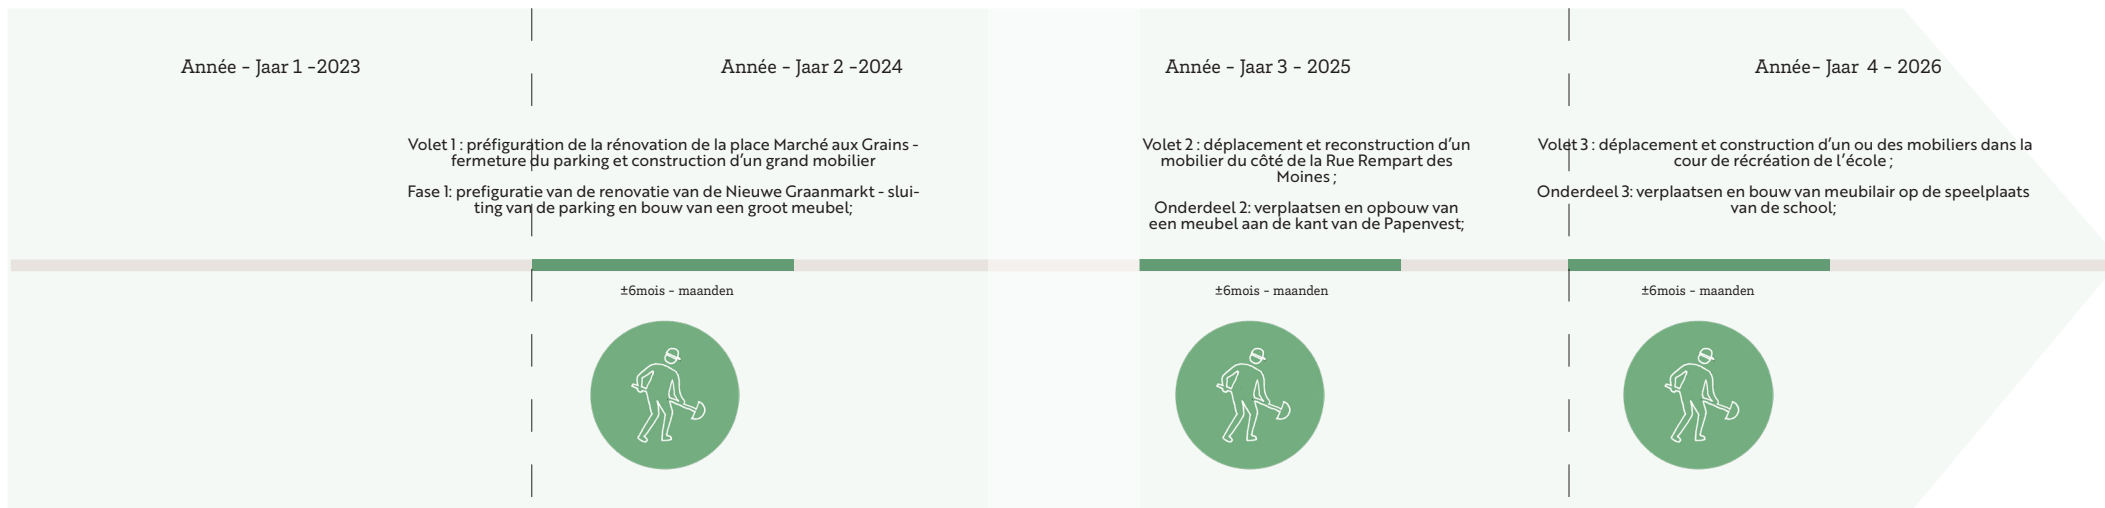 Année - Jaar 1 -2023
Année - Jaar 2 -2024
Année - Jaar 3 - 2025
Année- Jaar 4 - 2026
Volet 1 : préfiguration de la rénovation de la place Marché aux Grains -
fermeture du parking et construction d'un grand mobilier
Fase 1: prefiguratie van de renovatie van de Nieuwe Graanmarkt - slui-
ting van de parking en bouw van een groot meubel;
Volet 2 : déplacement et reconstruction d'un
mobilier du côté de la Rue Rempart des
Moines ;
Onderdeel 2: verplaatsen en opbouw van
een meubel aan de kant van de Papenvest;
Volet 3 : déplacement et construction d'un ou des mobiliers dans la
cour de récréation de l'école ;
Onderdeel 3: verplaatsen en bouw van meubilair op de speelplaats
van de school;
±6mois - maanden
±6mois - maanden
±6mois - maanden